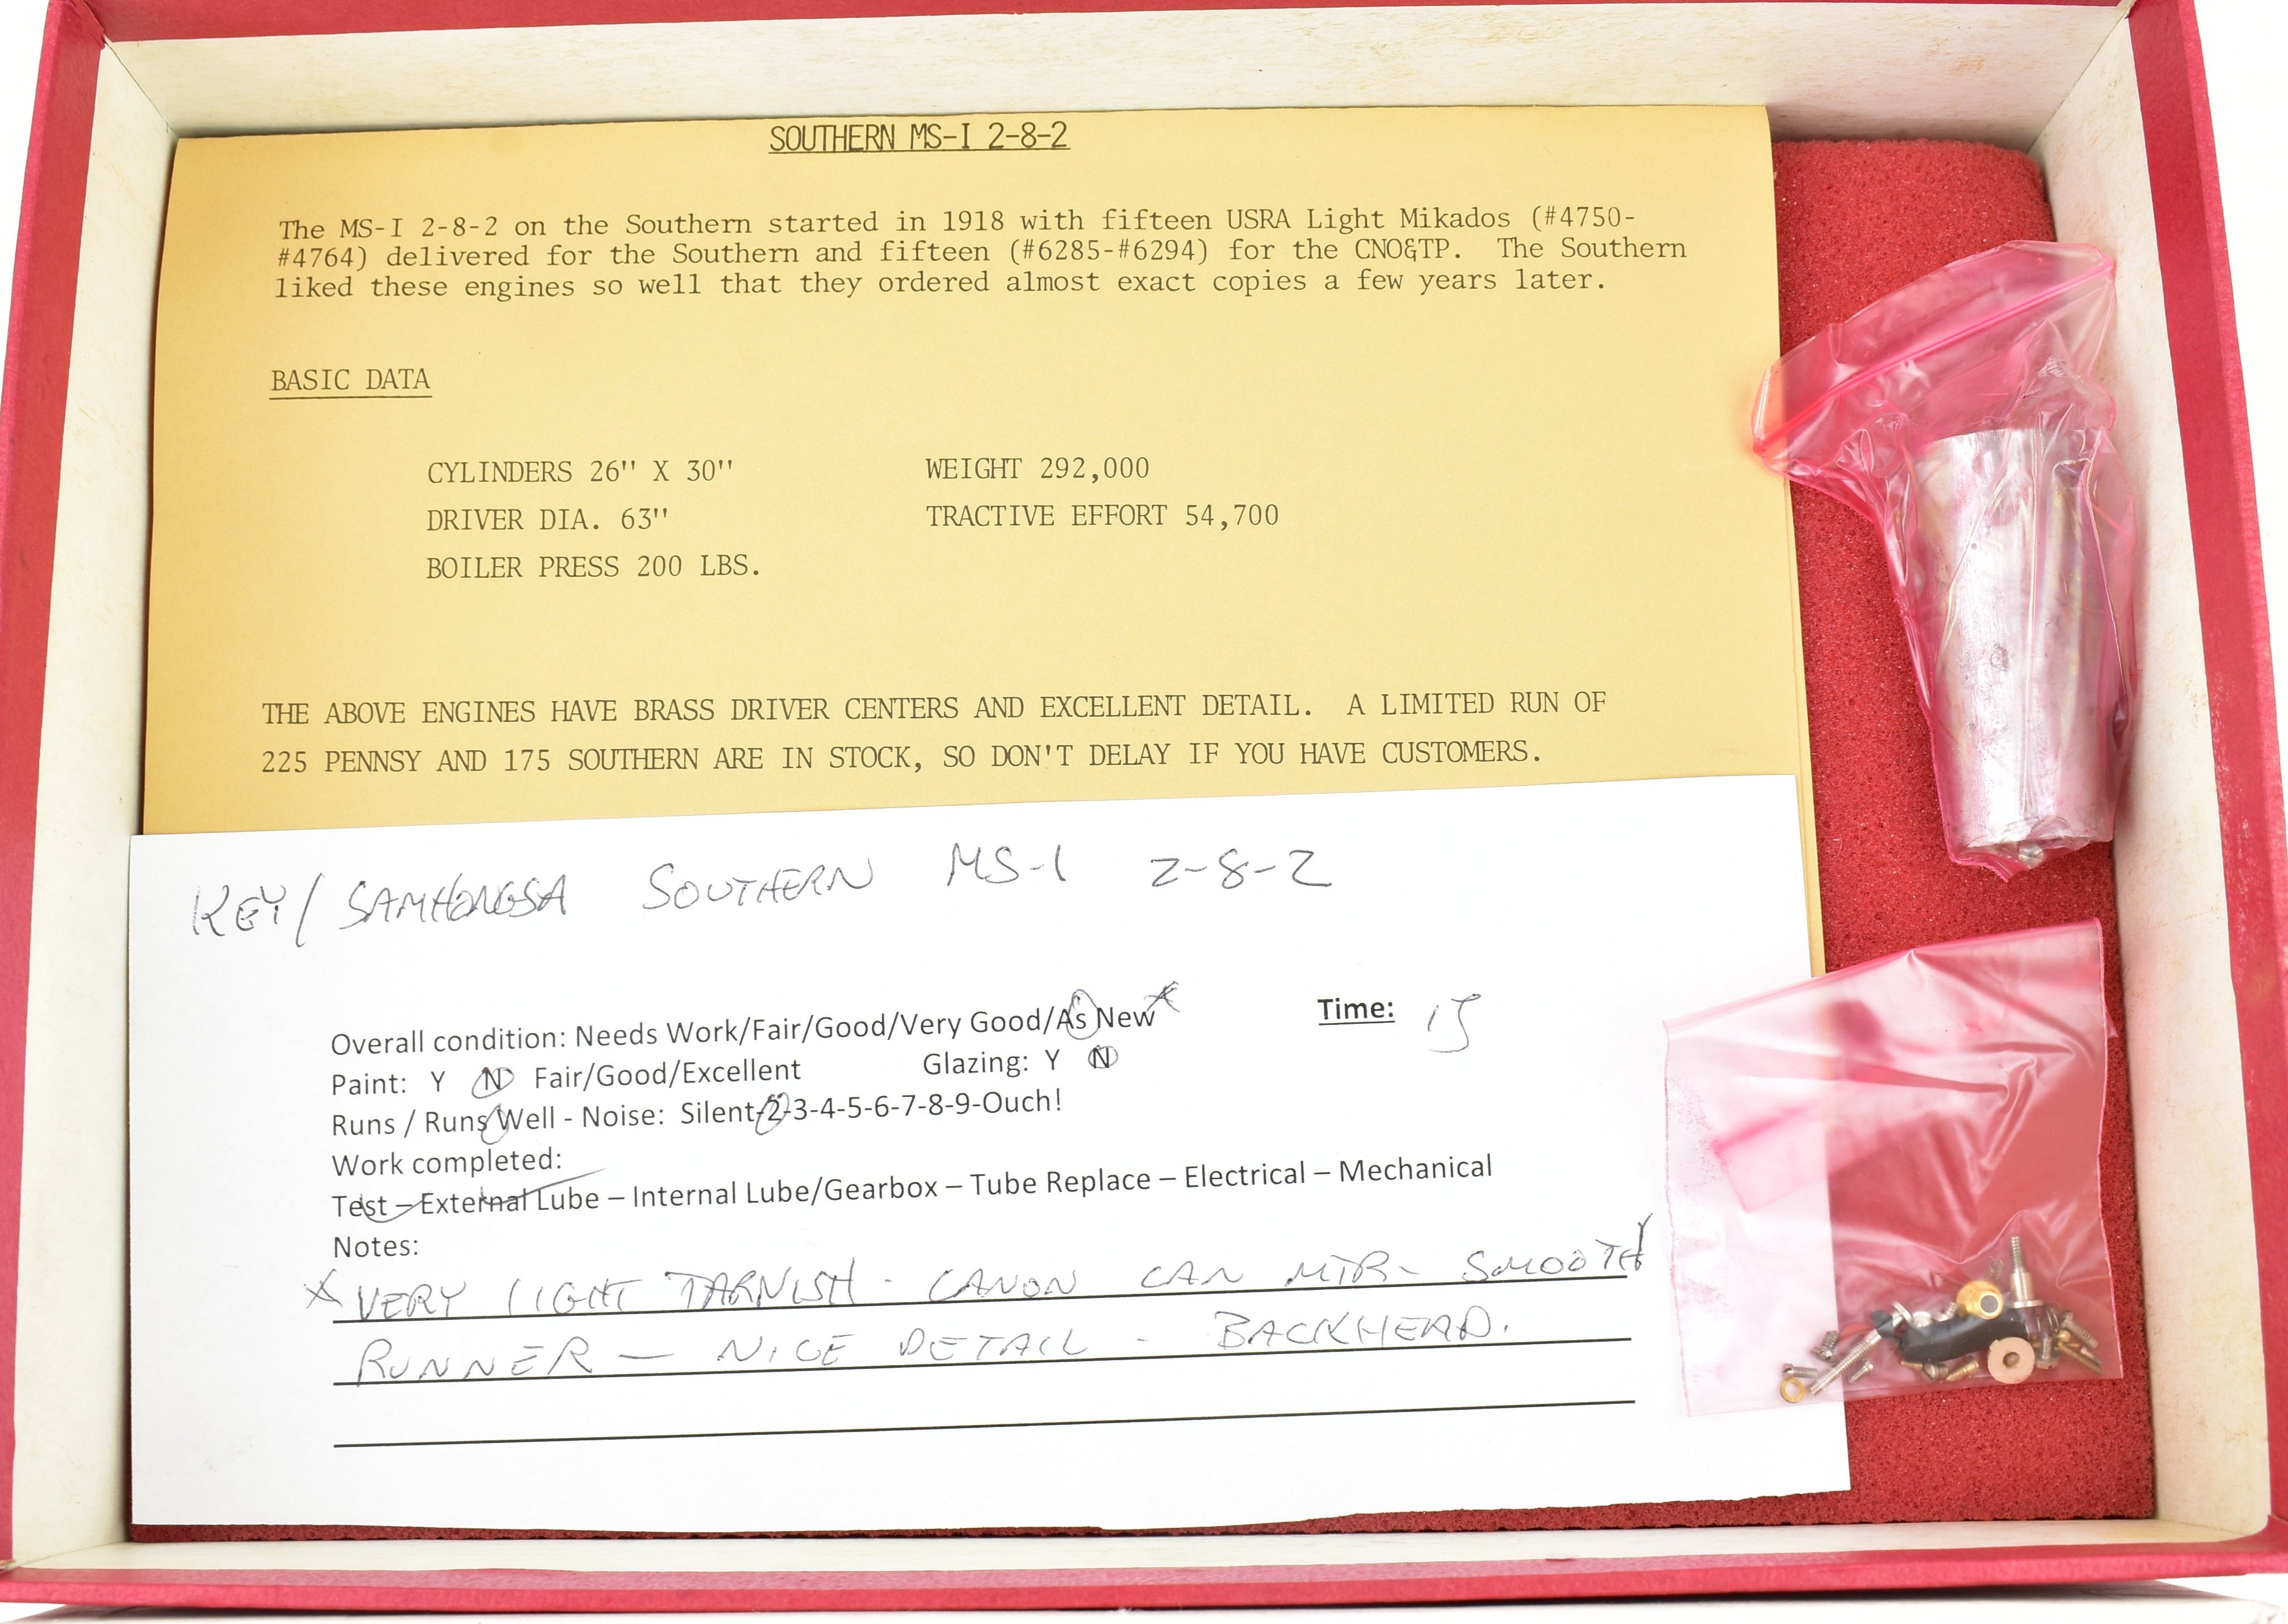 SOUTHERN MS-I 2-8-2
The MS-I 2-8-2 on the Southern started in 1918 with fifteen USRA Light Mikados (#4750-
#4764) delivered for the Southern and fifteen (#6285-#6294) for the CNO&TP. The Southern
liked these engines so well that they ordered almost exact copies a few years later.
BASIC DATA
CYLINDERS 26" X 30" WEIGHT 292,000
DRIVER DIA. 63" TRACTIVE EFFORT 54,700
BOILER PRESS 200 LBS.
THE ABOVE ENGINES HAVE BRASS DRIVER CENTERS AND EXCELLENT DETAIL. A LIMITED RUN OF
225 PENNSY AND 175 SOUTHERN ARE IN STOCK, SO DON'T DELAY IF YOU HAVE CUSTOMERS.
KEY/SAMHONGSA SOUTHERN MS-1 2-8-2
Overall condition: Needs Work/Fair/Good/Very Good/As New Time: 15
Paint: Y N Fair/Good/Excellent Glazing: Y N
Runs / Runs Well - Noise: Silent-2-3-4-5-6-7-8-9-Ouch!
Work completed:
Test – External Lube – Internal Lube/Gearbox – Tube Replace – Electrical – Mechanical
Notes:
VERY LIGHT TARNISH - CANON CAN MTR - SMOOTH
RUNNER — NICE DETAIL - BACKHEAD.